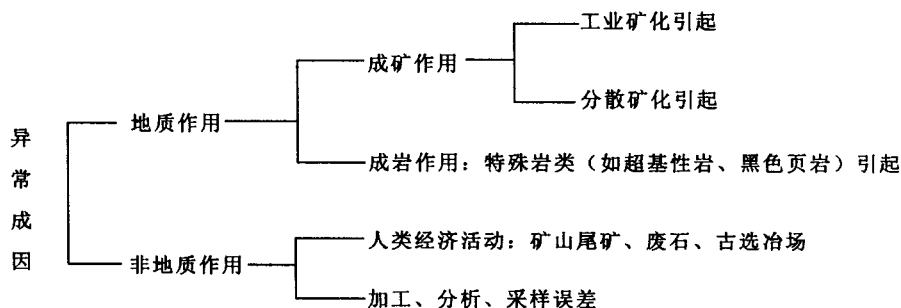 异常成因
地质作用
成矿作用
工业矿化引起
分散矿化引起
成岩作用：特殊岩类（如超基性岩、黑色页岩）引起
非地质作用
人类经济活动：矿山尾矿、废石、古选冶场
加工、分析、采样误差